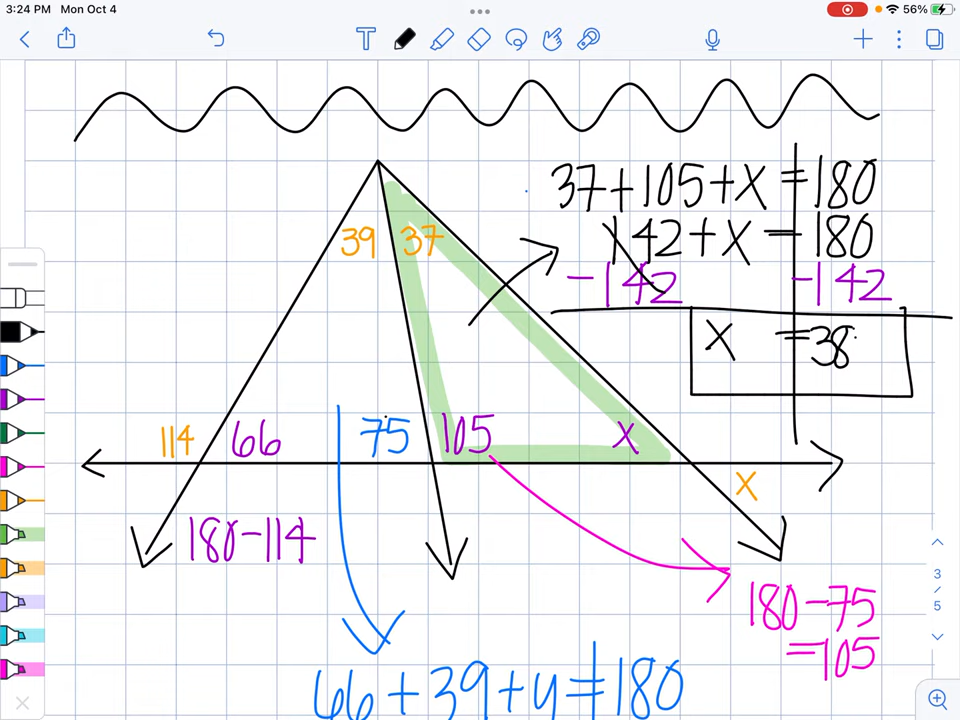 3:24 PM Mon Oct 4
56%
T
37+105+x=180
39 37
142+x=180
-142 -142
x =38
114 66 75 105 x
x
180-114
180-75
=105
66+39+y=180
3/5